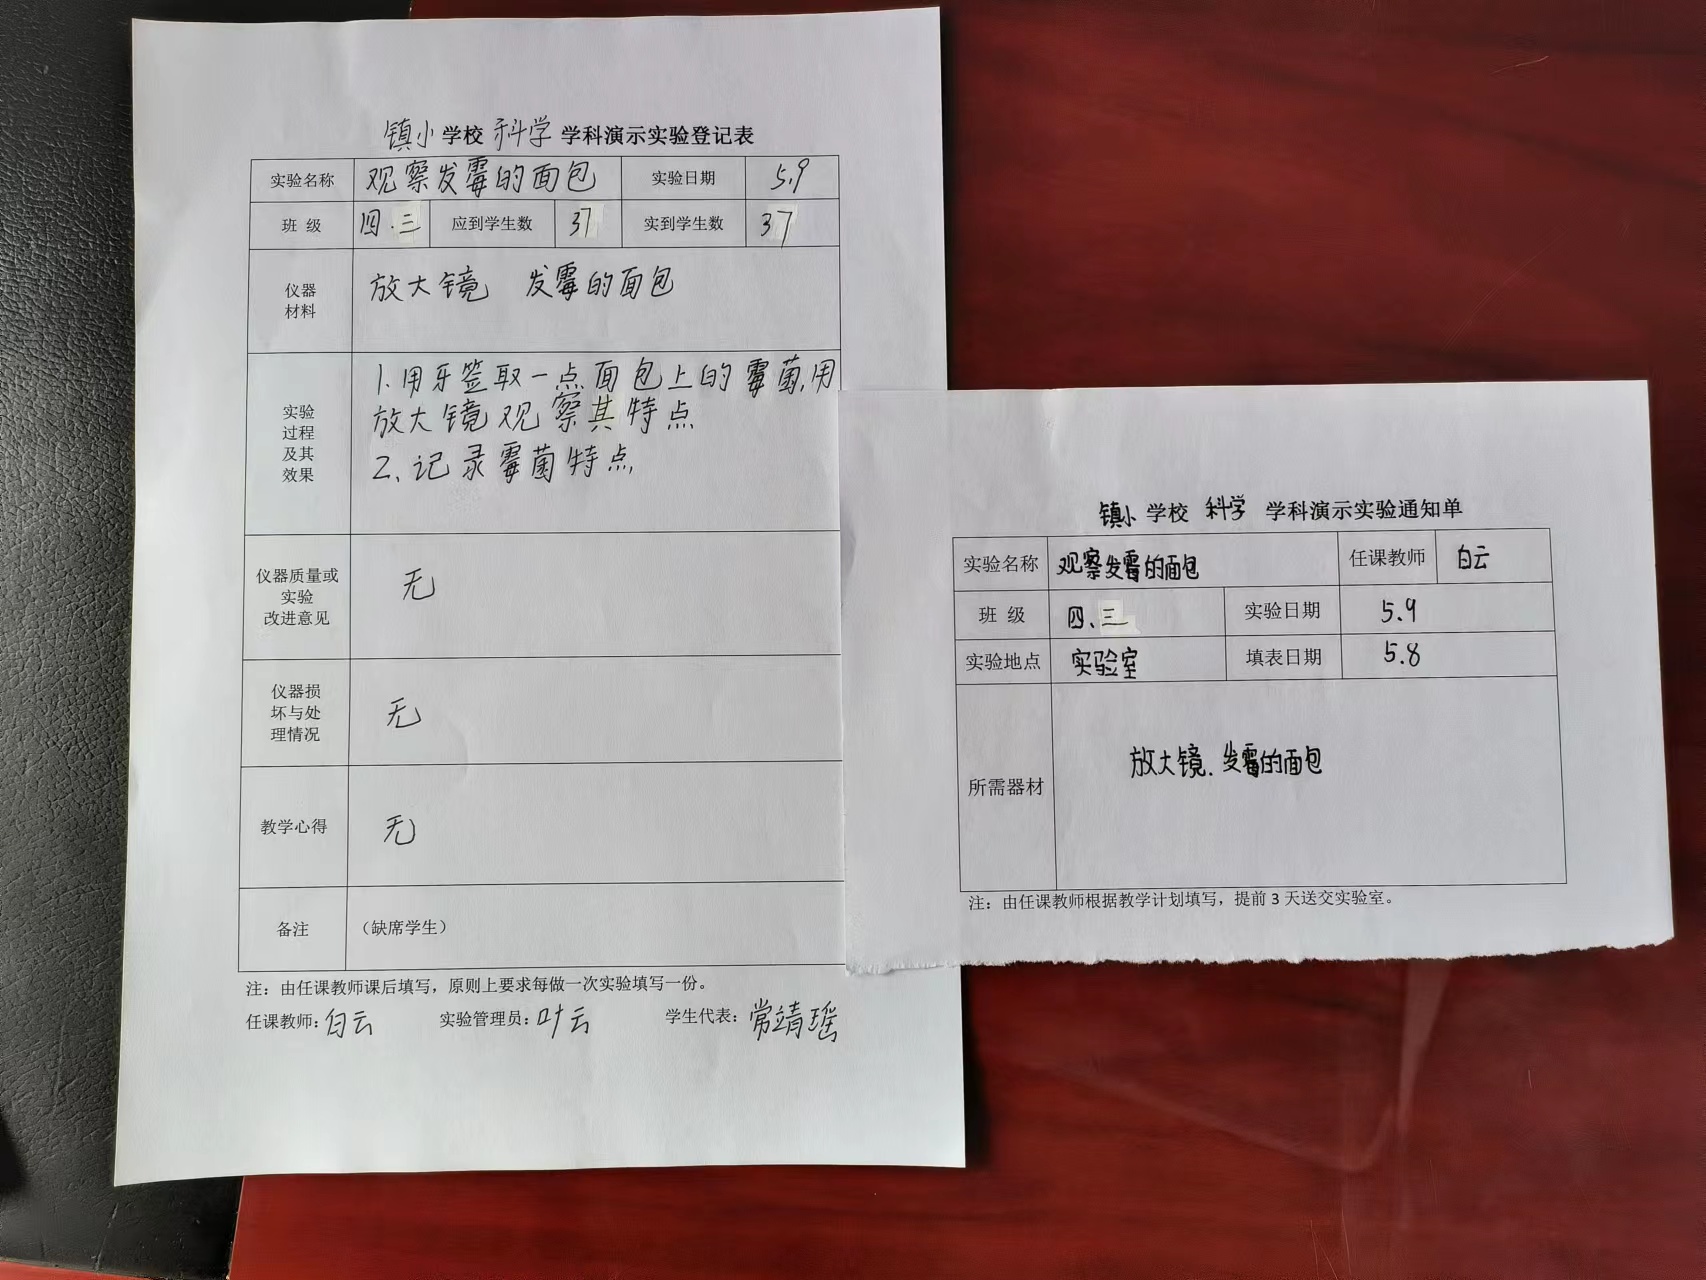 镇小 学校 科学 学科演示实验登记表
实验名称 观察发霉的面包 实验日期 5.9
班 级 四.三 应到学生数 37 实到学生数 37
仪器
材料
放大镜 发霉的面包
实验
过程
及其
效果
1.用牙签取一点面包上的霉菌,用
放大镜观察其特点
2、记录霉菌特点,
仪器质量或
实验
改进意见
无
仪器损
坏与处
理情况
无
教学心得 无
备注 (缺席学生)
注:由任课教师课后填写,原则上要求每做一次实验填写一份。
任课教师:白云 实验管理员:叶云 学生代表:常靖瑶
镇小 学校 科学 学科演示实验通知单
实验名称 观察发霉的面包 任课教师 白云
班 级 四、三 实验日期 5.9
实验地点 实验室 填表日期 5.8
所需器材 放大镜、发霉的面包
注:由任课教师根据教学计划填写,提前3天送交实验室。